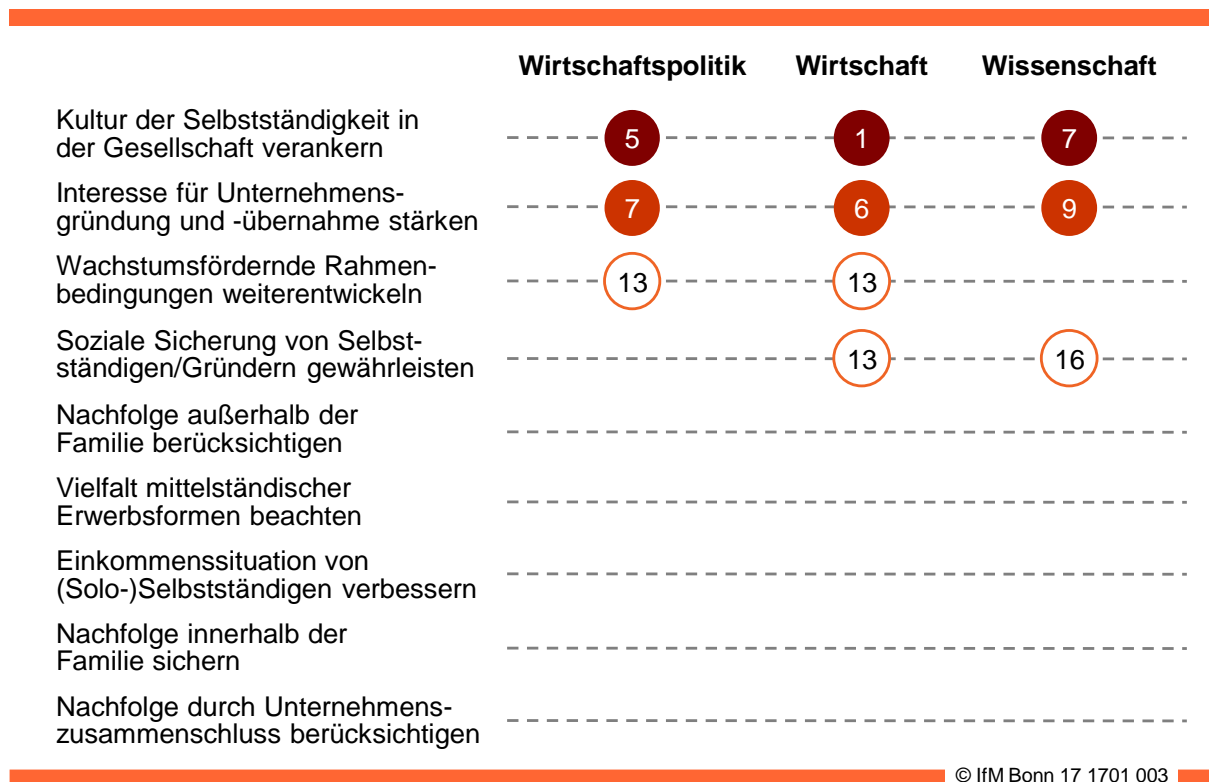 Wirtschaftspolitik Wirtschaft Wissenschaft
Kultur der Selbstständigkeit in
der Gesellschaft verankern
5 1 7
Interesse für Unternehmens-
gründung und -übernahme stärken
7 6 9
Wachstumsfördernde Rahmen-
bedingungen weiterentwickeln
13 13
Soziale Sicherung von Selbst-
ständigen/Gründern gewährleisten
13 16
Nachfolge außerhalb der
Familie berücksichtigen
Vielfalt mittelständischer
Erwerbsformen beachten
Einkommenssituation von
(Solo-)Selbstständigen verbessern
Nachfolge innerhalb der
Familie sichern
Nachfolge durch Unternehmens-
zusammenschluss berücksichtigen
© IfM Bonn 17 1701 003